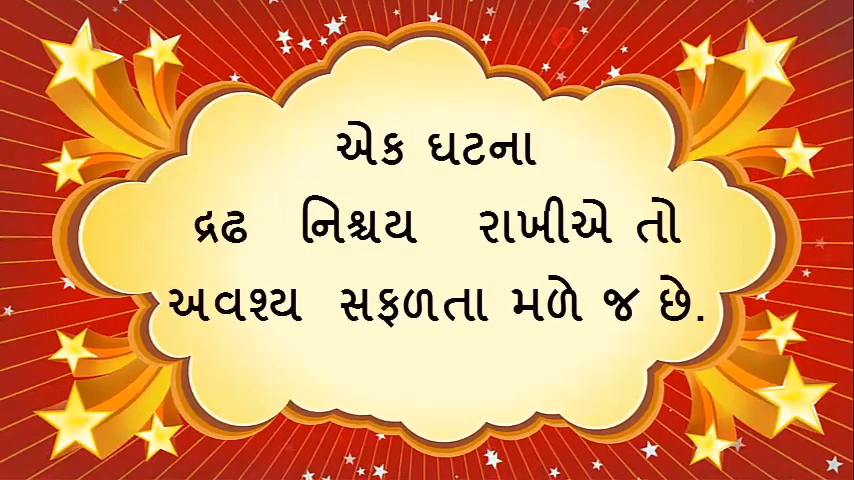 એક ઘટના
દ્રઢ નિશ્ચય રાખીએ તો
અવશ્ય સફળતા મળે જ છે.